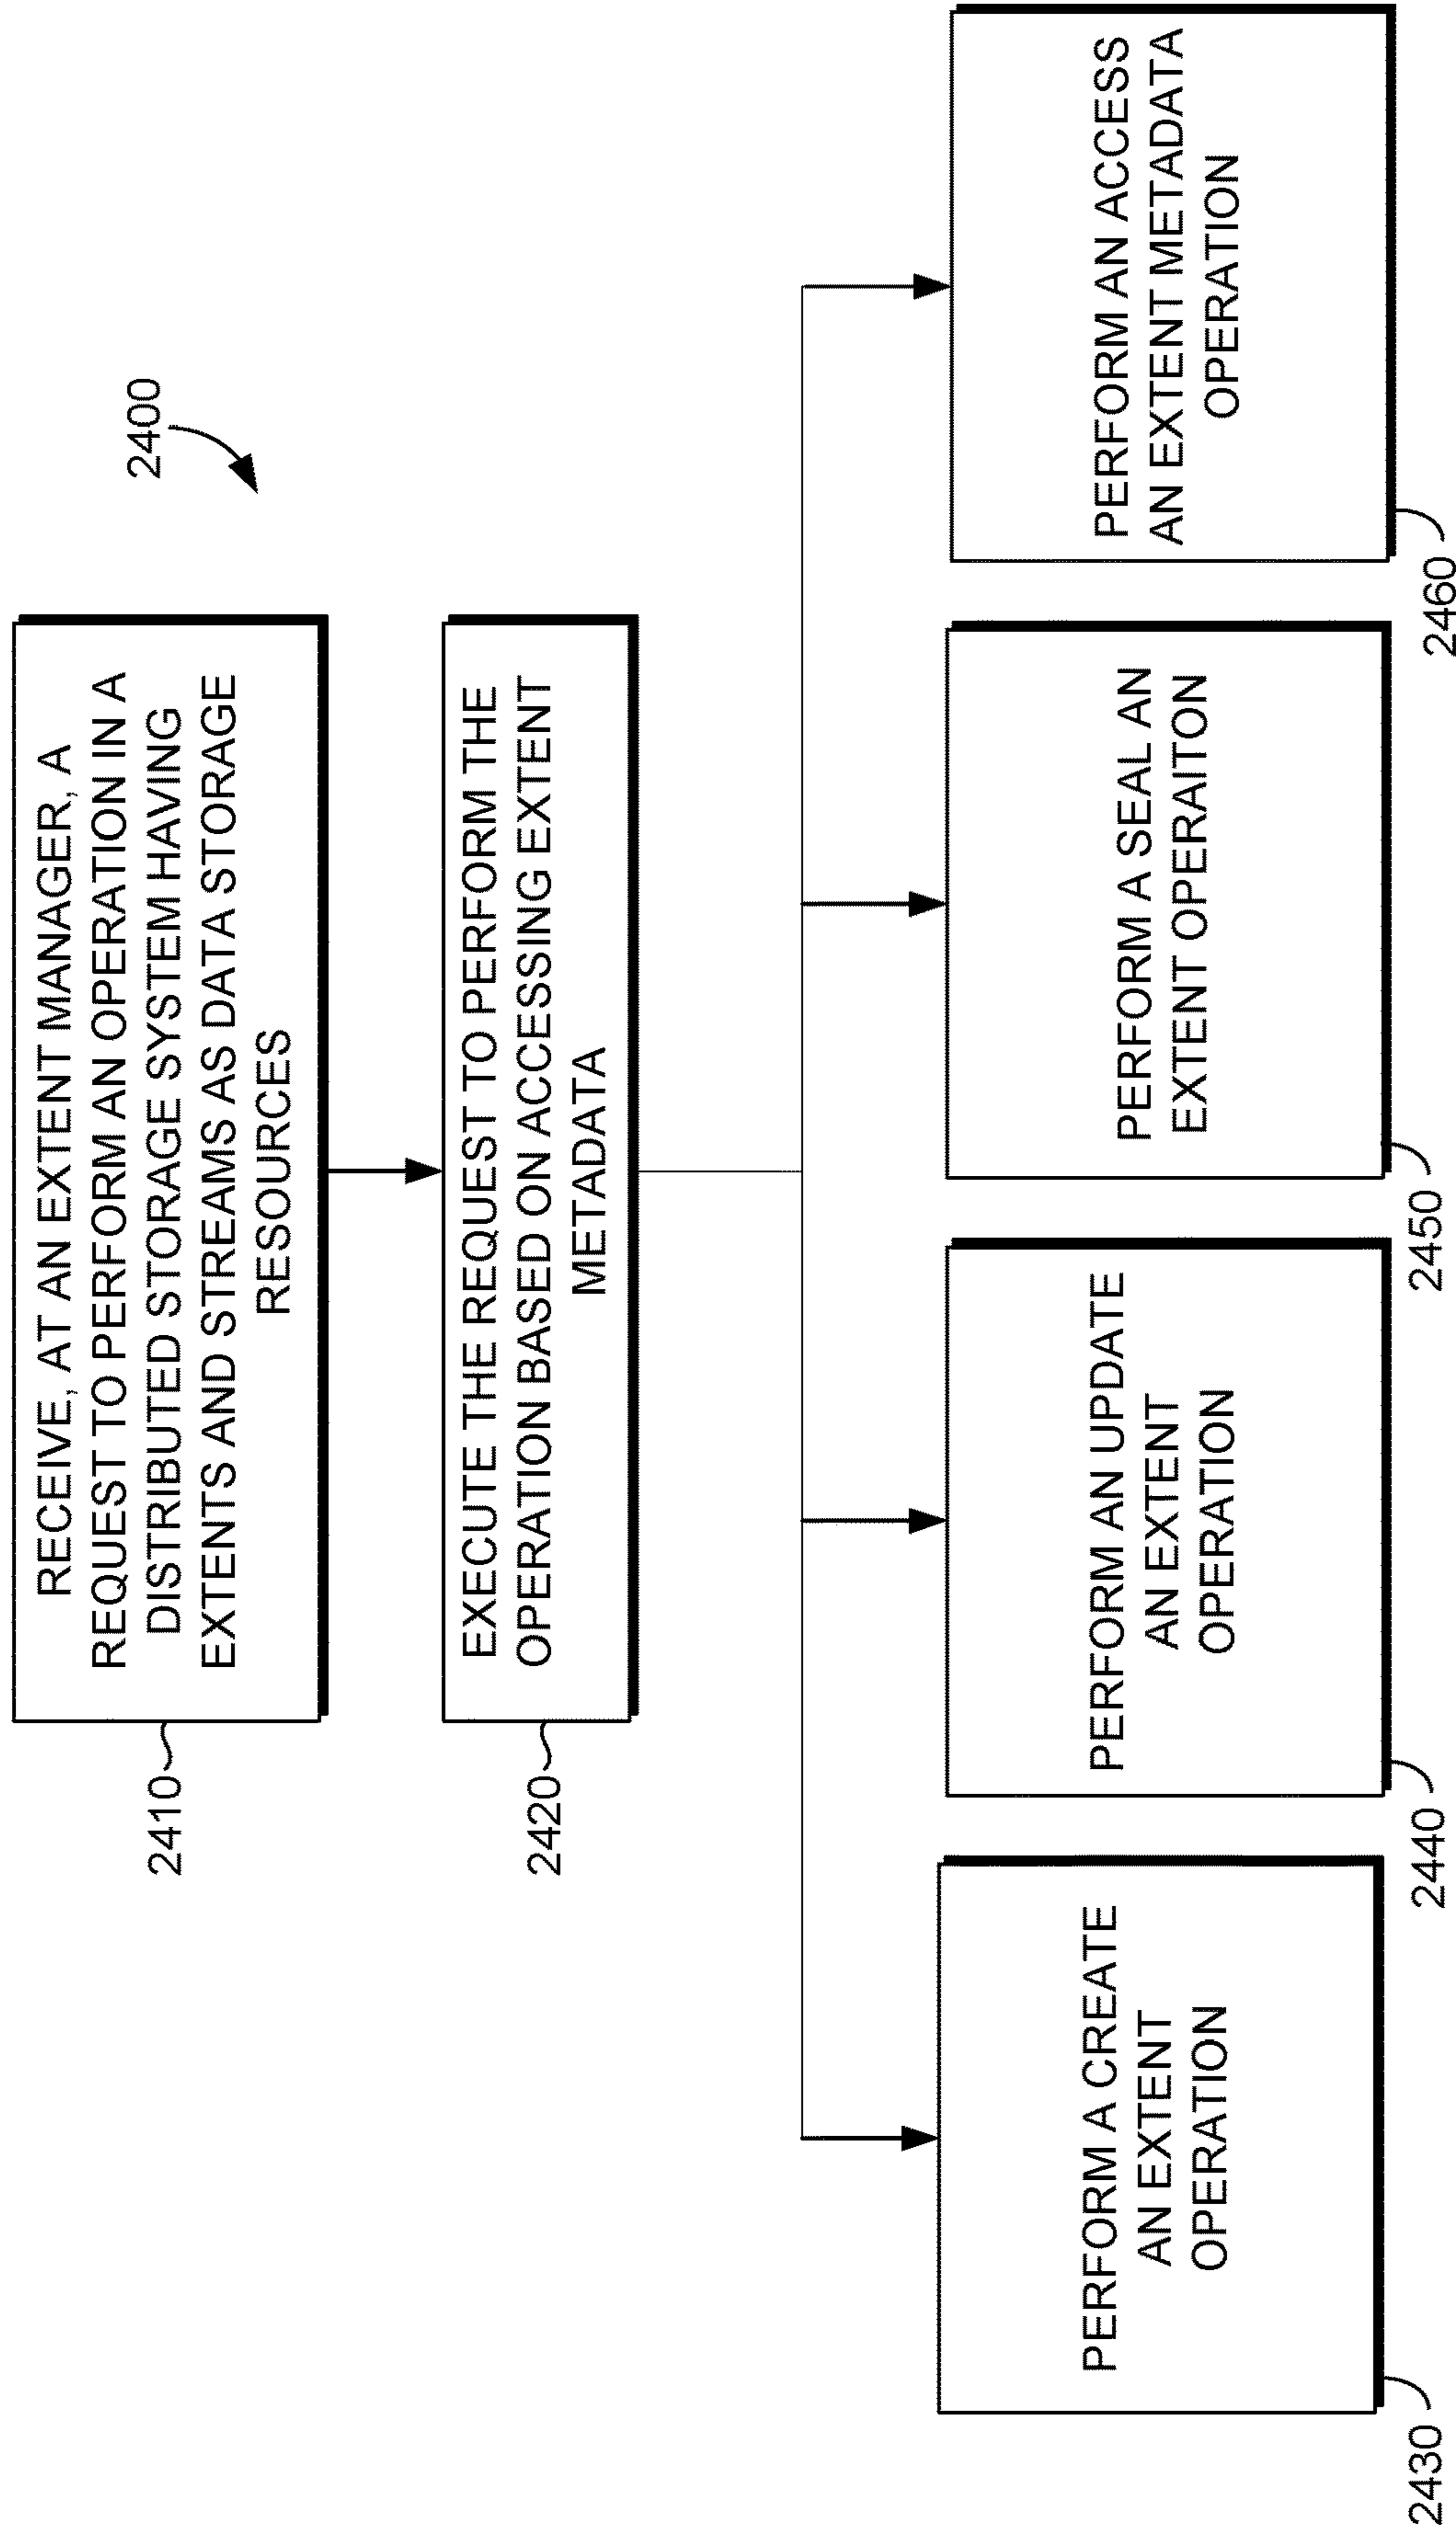 2400
RECEIVE, AT AN EXTENT MANAGER, A
REQUEST TO PERFORM AN OPERATION IN A
DISTRIBUTED STORAGE SYSTEM HAVING
EXTENTS AND STREAMS AS DATA STORAGE
RESOURCES
2410
EXECUTE THE REQUEST TO PERFORM THE
OPERATION BASED ON ACCESSING EXTENT
METADATA
2420
PERFORM A CREATE
AN EXTENT
OPERATION
2430
PERFORM AN UPDATE
AN EXTENT
OPERATION
2440
PERFORM A SEAL AN
EXTENT OPERAITON
2450
PERFORM AN ACCESS
AN EXTENT METADATA
OPERATION
2460